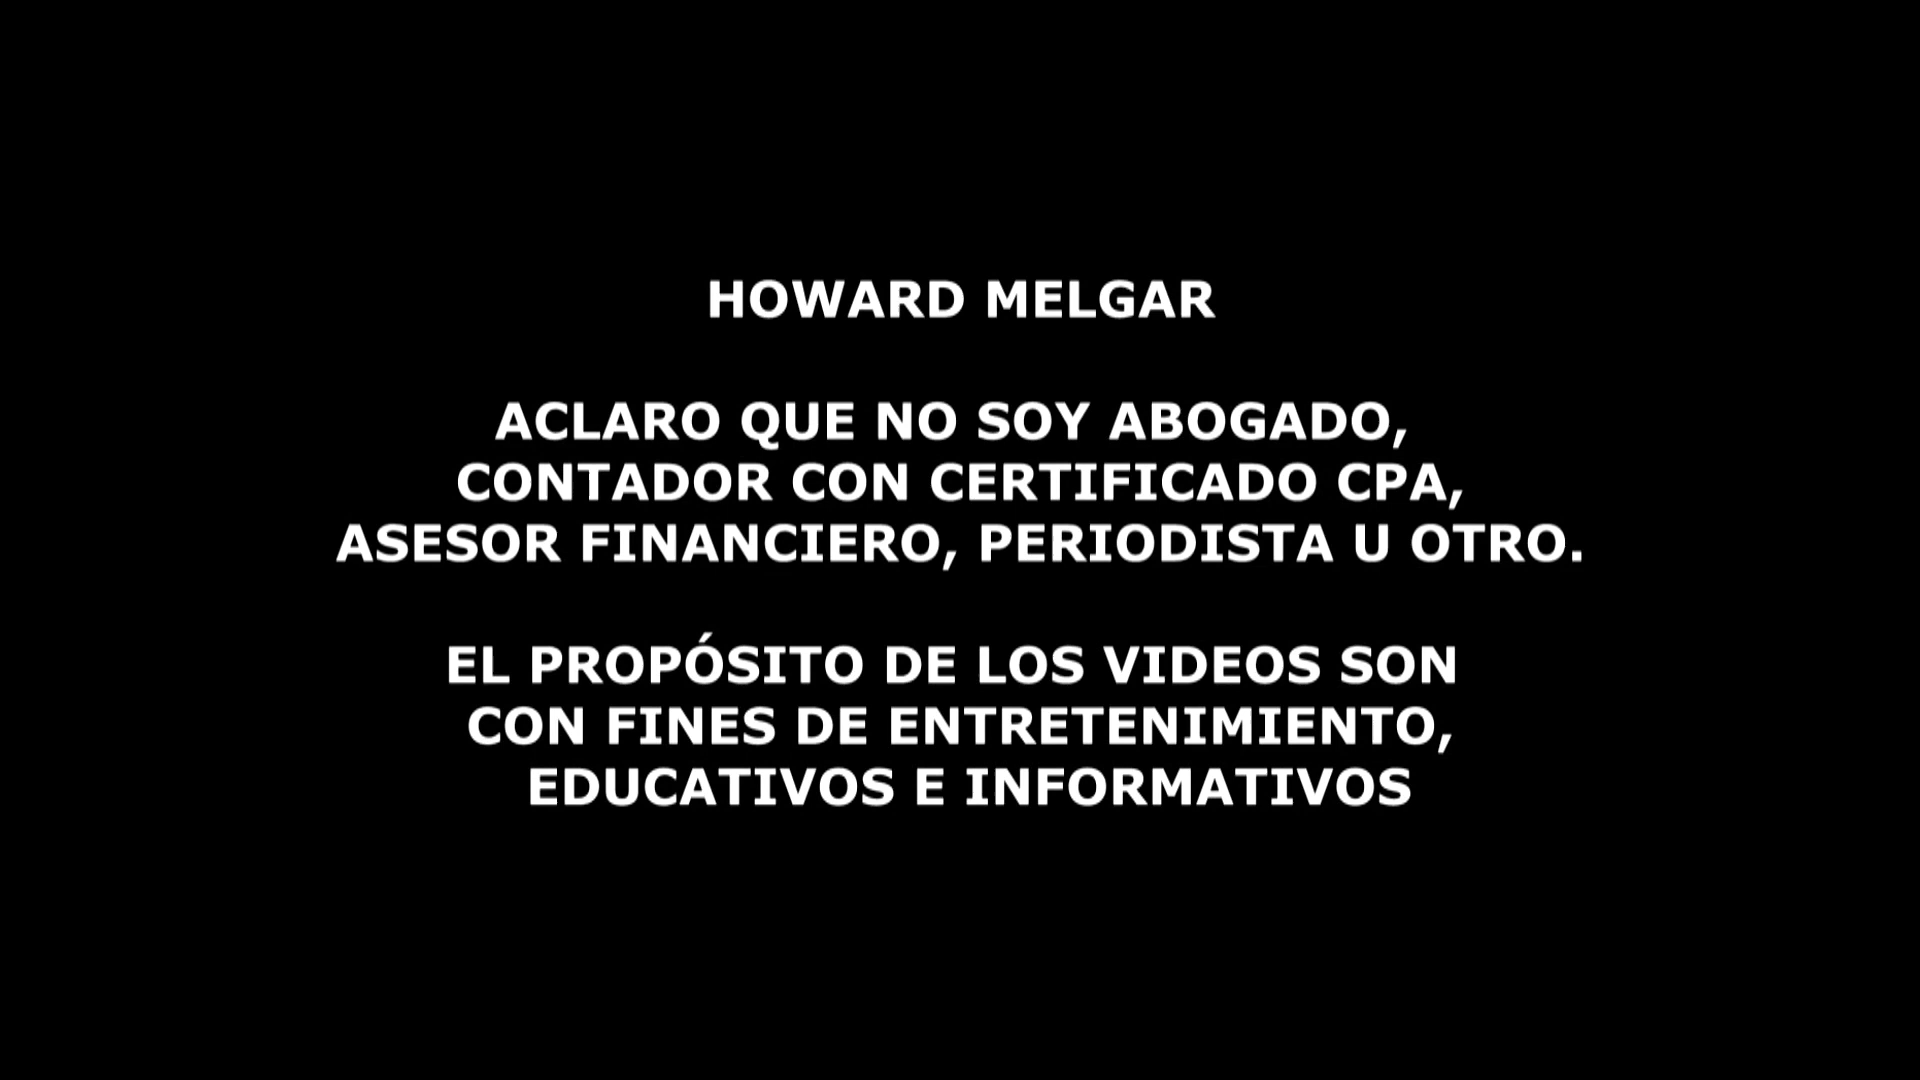 HOWARD MELGAR
ACLARO QUE NO SOY ABOGADO,
CONTADOR CON CERTIFICADO CPA,
ASESOR FINANCIERO, PERIODISTA U OTRO.
EL PROPÓSITO DE LOS VIDEOS SON
CON FINES DE ENTRETENIMIENTO,
EDUCATIVOS E INFORMATIVOS